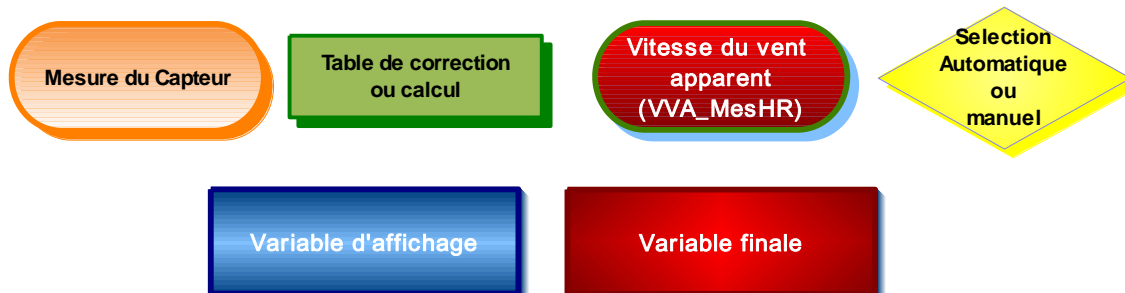 Mesure du Capteur
Table de correction
ou calcul
Vitesse du vent
apparent
(VVA_MesHR)
Selection
Automatique
ou
manuel
Variable d'affichage
Variable finale